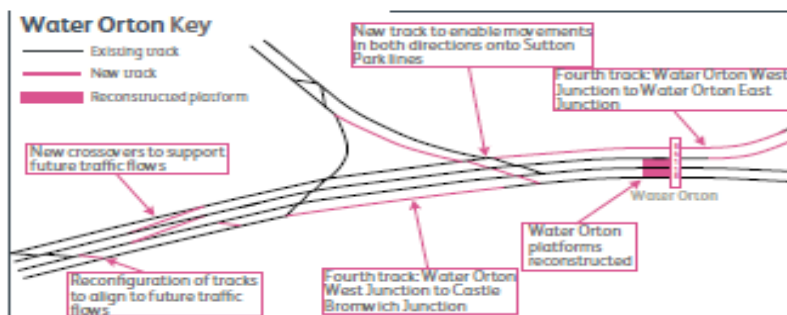 Water Orton Key
Existing track
New track
Reconstructed platform
New track to enable movements
in both directions onto Sutton
Park lines
Fourth track: Water Orton West
Junction to Water Orton East
Junction
New crossovers to support
future traffic flows
Water Orton
Water Orton
platforms
reconstructed
Reconfiguration of tracks
to align to future traffic
flows
Fourth track: Water Orton
West Junction to Castle
Bromwich Junction